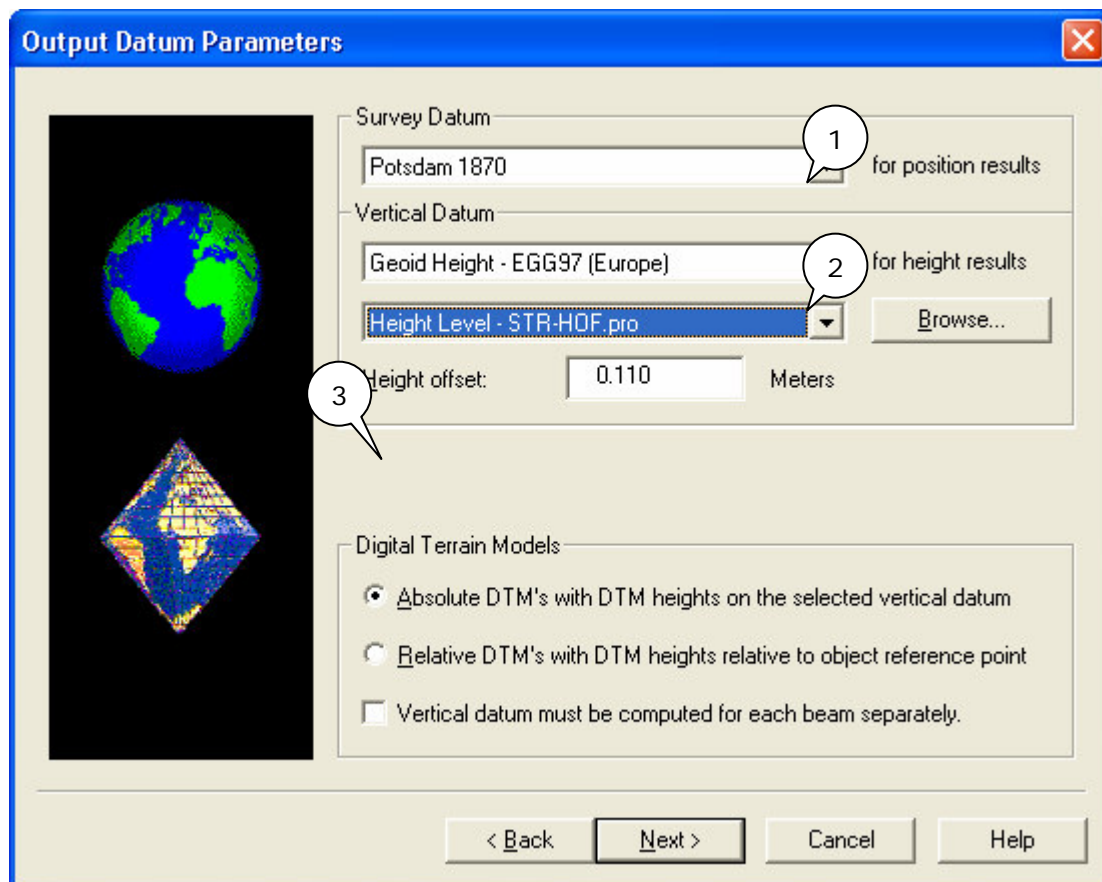 Output Datum Parameters
Survey Datum
1
Potsdam 1870
for position results
Vertical Datum
Geoid Height - EGG97 (Europe)
2
for height results
Height Level - STR-HOF.pro
Browse...
3
Height offset:
0.110
Meters
Digital Terrain Models
Absolute DTM's with DTM heights on the selected vertical datum
Relative DTM's with DTM heights relative to object reference point
Vertical datum must be computed for each beam separately.
< Back
Next >
Cancel
Help